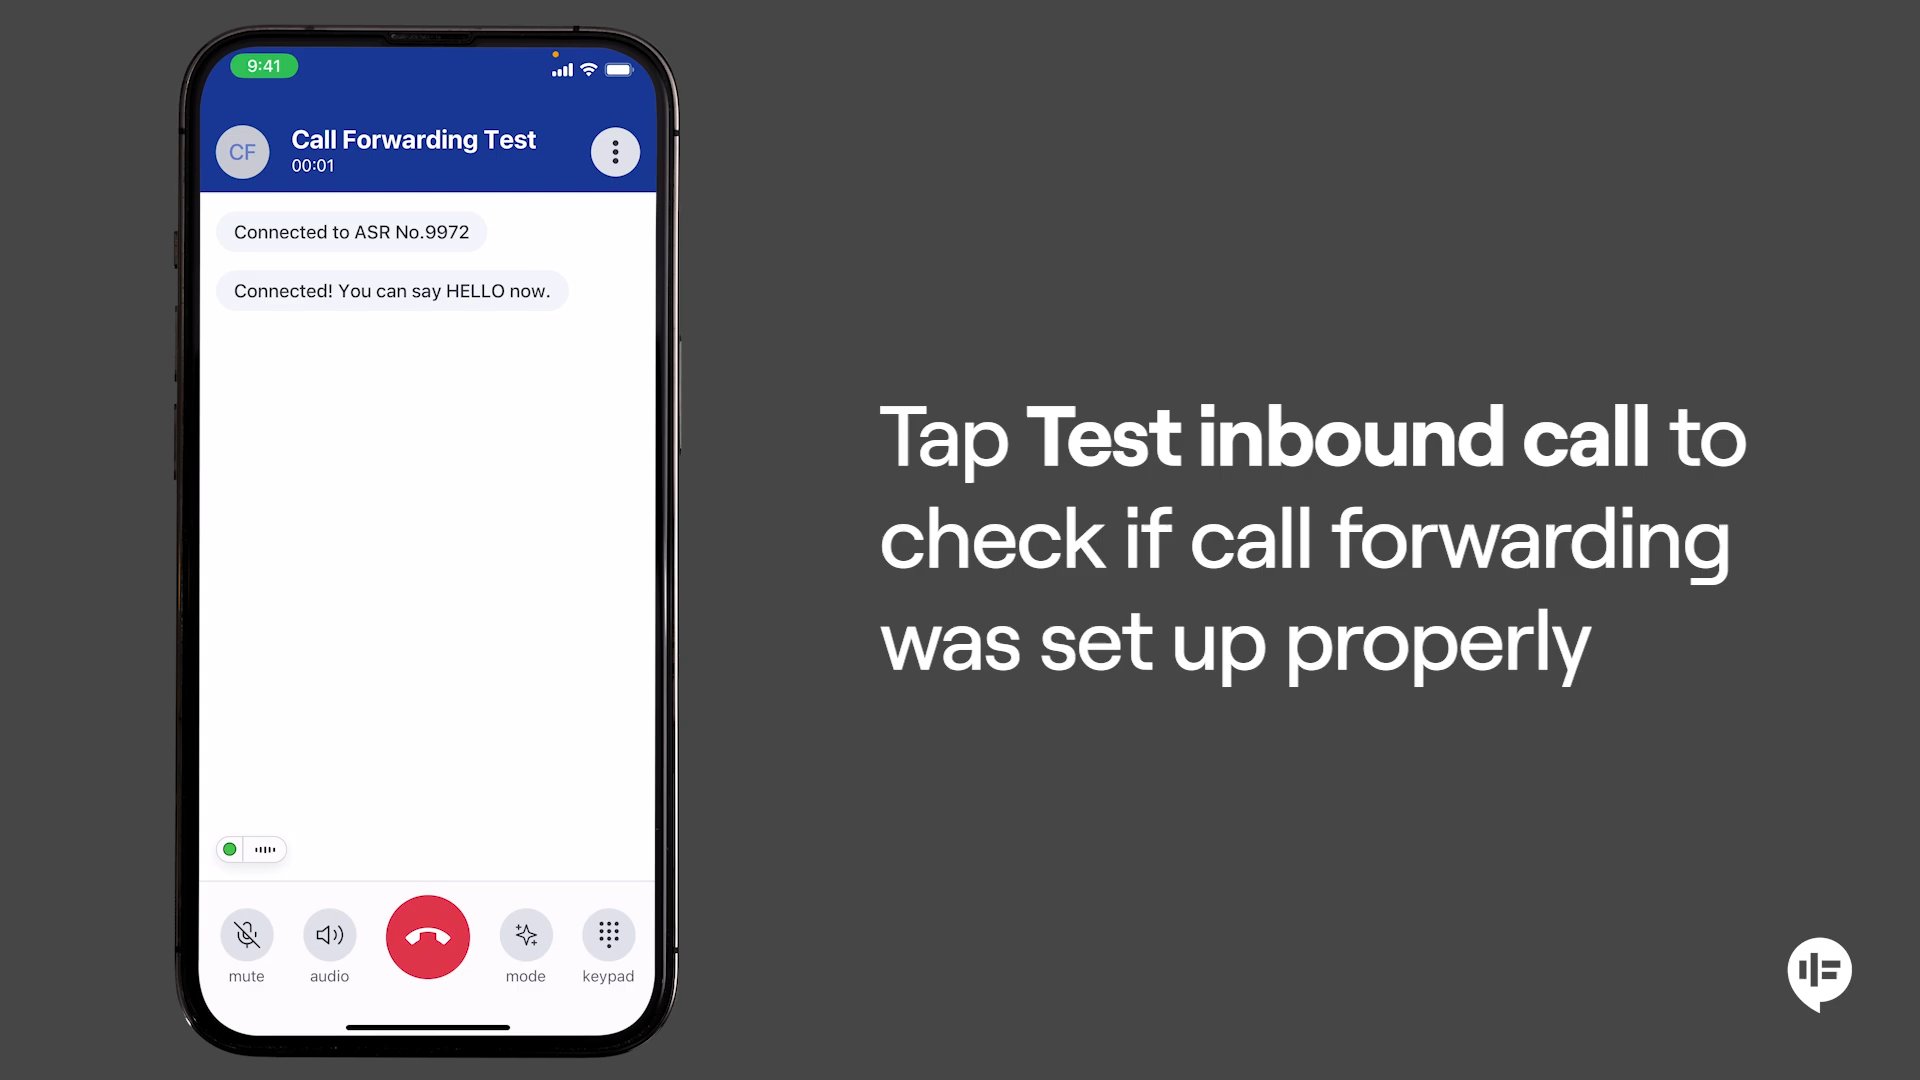 9:41
CF
Call Forwarding Test
00:01
Connected to ASR No.9972
Connected! You can say HELLO now.
mute
audio
mode
keypad
Tap Test inbound call to
check if call forwarding
was set up properly